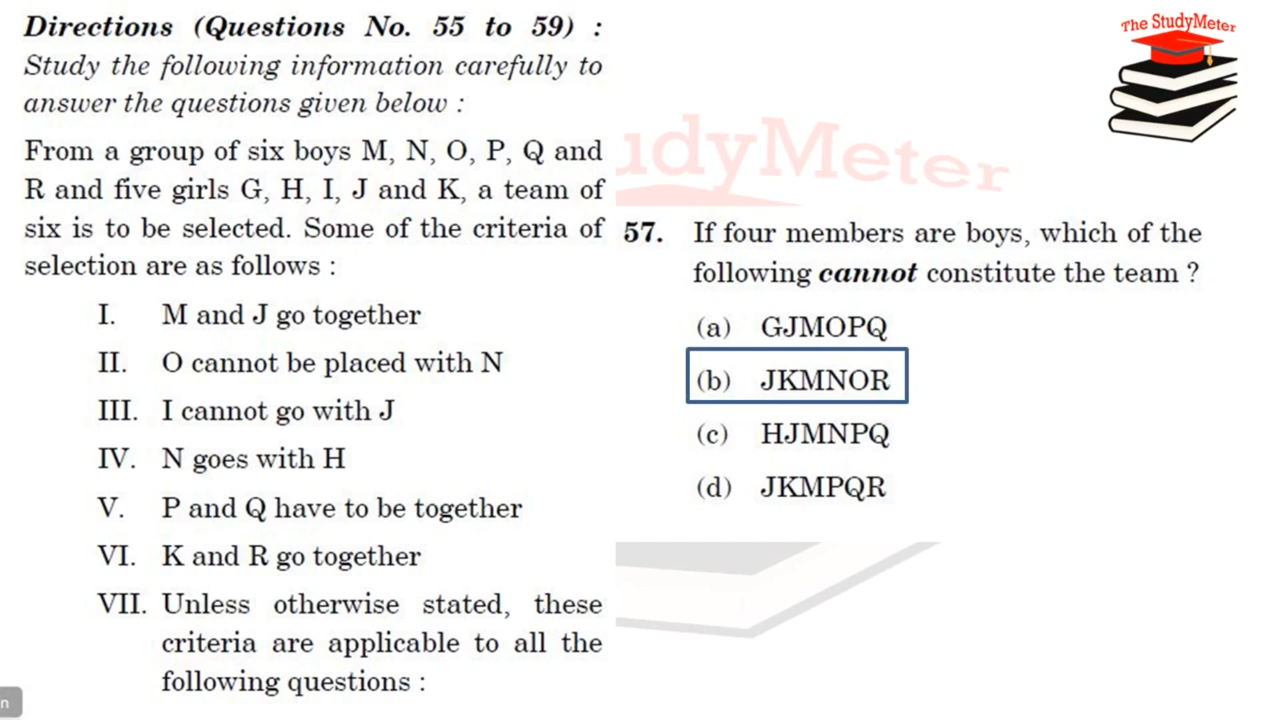 The StudyMeter
Directions (Questions No. 55 to 59) :
Study the following information carefully to
answer the questions given below :
From a group of six boys M, N, O, P, Q and
R and five girls G, H, I, J and K, a team of
six is to be selected. Some of the criteria of
selection are as follows :
I. M and J go together
II. O cannot be placed with N
III. I cannot go with J
IV. N goes with H
V. P and Q have to be together
VI. K and R go together
VII. Unless otherwise stated, these
criteria are applicable to all the
following questions :
udyMeter
57. If four members are boys, which of the
following cannot constitute the team ?
(a) GJMOPQ
(b) JKMNOR
(c) HJMNPQ
(d) JKMPQR
n